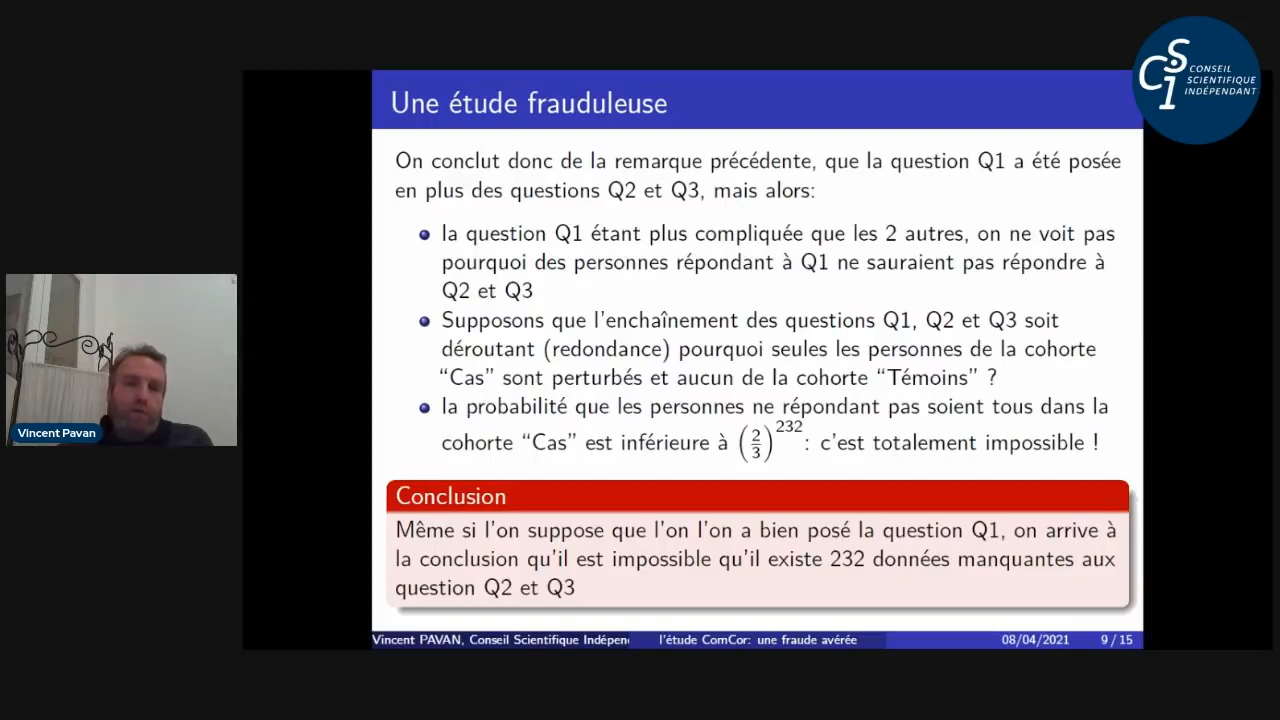 CSI
CONSEIL
SCIENTIFIQUE
INDÉPENDANT
Une étude frauduleuse
On conclut donc de la remarque précédente, que la question Q1 a été posée
en plus des questions Q2 et Q3, mais alors:
la question Q1 étant plus compliquée que les 2 autres, on ne voit pas
pourquoi des personnes répondant à Q1 ne sauraient pas répondre à
Q2 et Q3
Supposons que l'enchaînement des questions Q1, Q2 et Q3 soit
déroutant (redondance) pourquoi seules les personnes de la cohorte
“Cas” sont perturbés et aucun de la cohorte “Témoins” ?
la probabilité que les personnes ne répondant pas soient tous dans la
cohorte “Cas” est inférieure à (2/3)^232: c'est totalement impossible !
Vincent Pavan
Conclusion
Même si l'on suppose que l'on l'on a bien posé la question Q1, on arrive à
la conclusion qu'il est impossible qu'il existe 232 données manquantes aux
question Q2 et Q3
Vincent PAVAN, Conseil Scientifique Indépen l'étude ComCor: une fraude avérée 08/04/2021 9 / 15